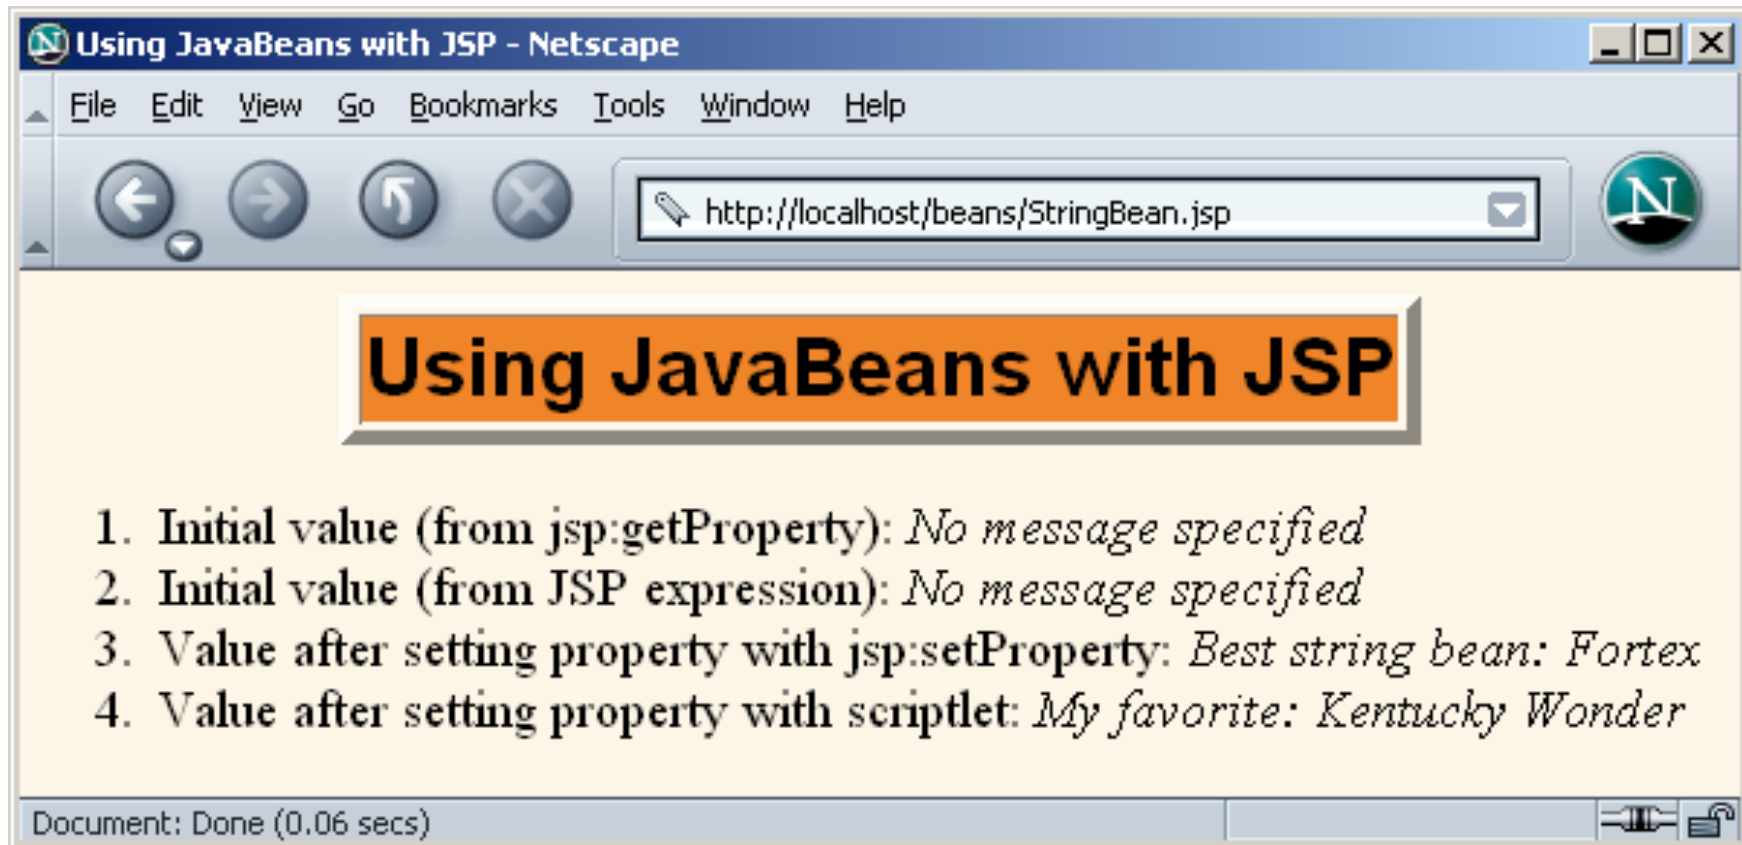 Using JavaBeans with JSP - Netscape
File Edit View Go Bookmarks Tools Window Help
http://localhost/beans/StringBean.jsp
N
Using JavaBeans with JSP
1. Initial value (from jsp:getProperty): No message specified
2. Initial value (from JSP expression): No message specified
3. Value after setting property with jsp:setProperty: Best string bean: Fortex
4. Value after setting property with scriptlet: My favorite: Kentucky Wonder
Document: Done (0.06 secs)